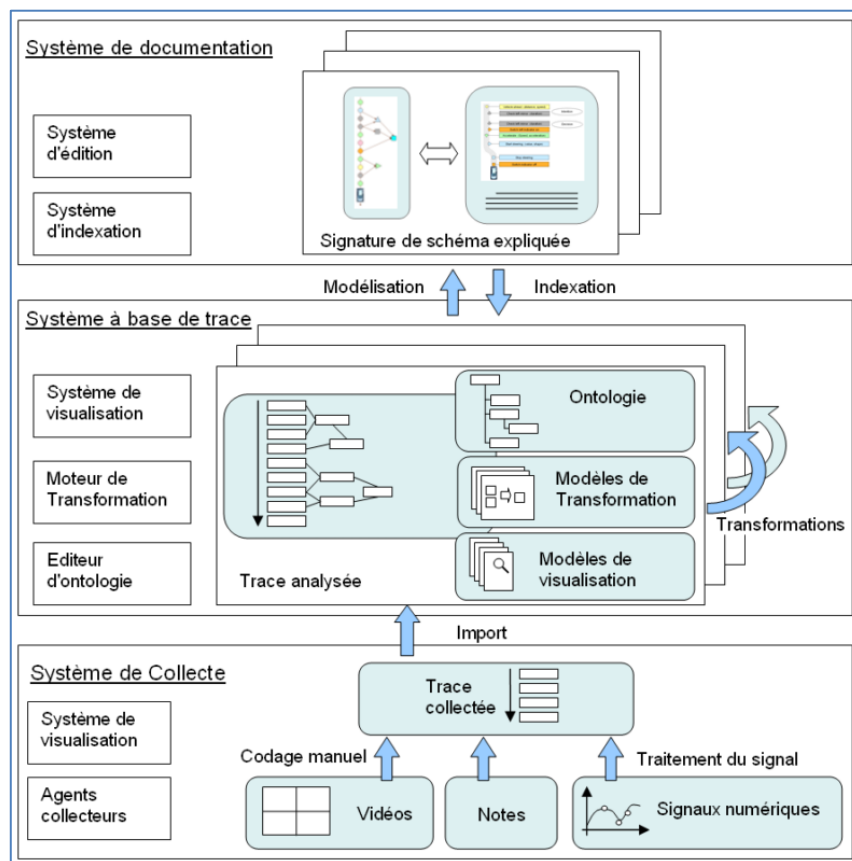 Système de documentation
Système
d'édition
Système
d'indexation
Signature de schéma expliquée
Modélisation
Indexation
Système à base de trace
Système de
visualisation
Moteur de
Transformation
Editeur
d'ontologie
Ontologie
Modèles de
Transformation
Modèles de
visualisation
Trace analysée
Transformations
Import
Système de Collecte
Système de
visualisation
Agents
collecteurs
Trace
collectée
Codage manuel
Traitement du signal
Vidéos
Notes
Signaux numériques